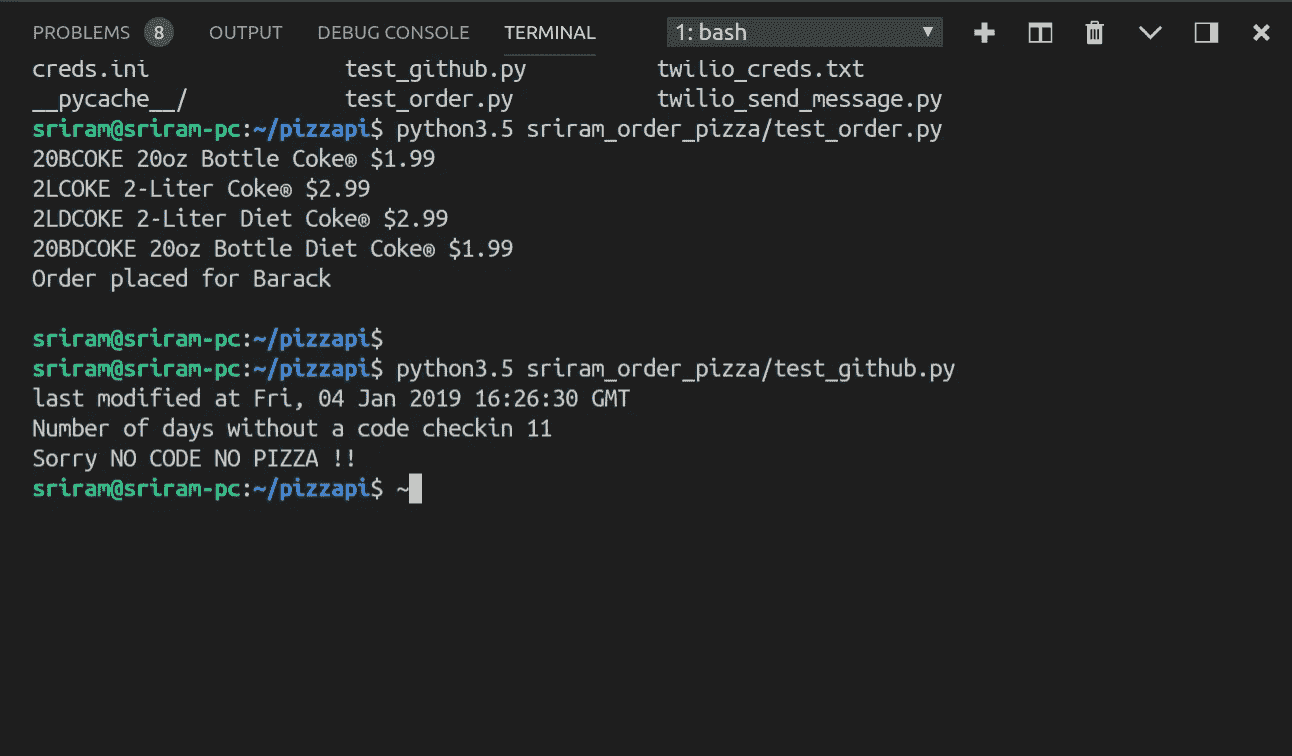 PROBLEMS 8 OUTPUT DEBUG CONSOLE TERMINAL 1: bash
creds.ini test_github.py twilio_creds.txt
__pycache__/ test_order.py twilio_send_message.py
sriram@sriram-pc:~/pizzapi$ python3.5 sriram_order_pizza/test_order.py
20BCOKE 20oz Bottle Coke® $1.99
2LCOKE 2-Liter Coke® $2.99
2LDCOKE 2-Liter Diet Coke® $2.99
20BDCOKE 20oz Bottle Diet Coke® $1.99
Order placed for Barack
sriram@sriram-pc:~/pizzapi$
sriram@sriram-pc:~/pizzapi$ python3.5 sriram_order_pizza/test_github.py
last modified at Fri, 04 Jan 2019 16:26:30 GMT
Number of days without a code checkin 11
Sorry NO CODE NO PIZZA !!
sriram@sriram-pc:~/pizzapi$ ~